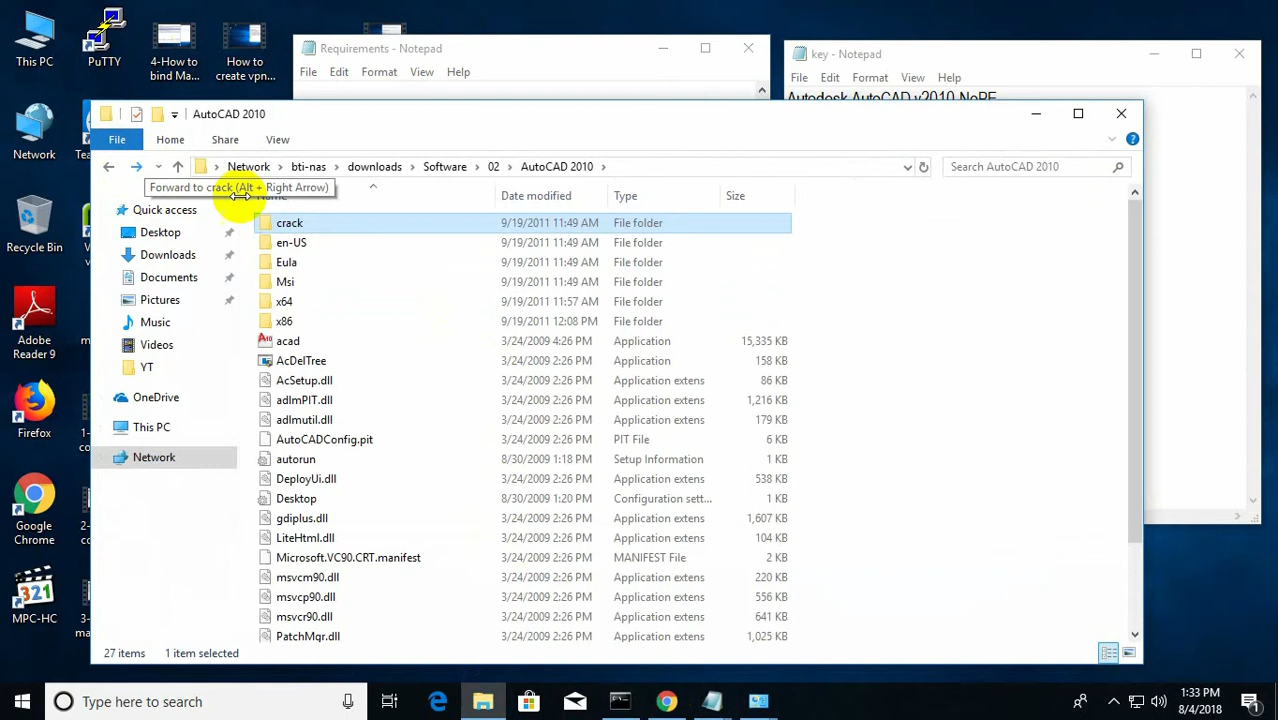 This PC
PuTTY
4-How to
bind Ma...
How to
create vpn...
Requirements - Notepad
File Edit Format View Help
key - Notepad
File Edit Format View Help
Autodesk AutoCAD v2010 NoPE
AutoCAD 2010
File Home Share View
Network bti-nas downloads Software 02 AutoCAD 2010
Search AutoCAD 2010
Forward to crack (Alt + Right Arrow)
Name Date modified Type Size
Quick access
Desktop
Downloads
Documents
Pictures
Music
Videos
YT
OneDrive
This PC
Network
crack 9/19/2011 11:49 AM File folder
en-US 9/19/2011 11:49 AM File folder
Eula 9/19/2011 11:49 AM File folder
Msi 9/19/2011 11:49 AM File folder
x64 9/19/2011 11:57 AM File folder
x86 9/19/2011 12:08 PM File folder
acad 3/24/2009 4:26 PM Application 15,335 KB
AcDelTree 3/24/2009 2:26 PM Application 158 KB
AcSetup.dll 3/24/2009 2:26 PM Application extens 86 KB
adlmPIT.dll 3/24/2009 2:26 PM Application extens 1,216 KB
adlmutil.dll 3/24/2009 2:26 PM Application extens 179 KB
AutoCADConfig.pit 3/24/2009 2:26 PM PIT File 6 KB
autorun 8/30/2009 1:18 PM Setup Information 1 KB
DeployUi.dll 3/24/2009 2:26 PM Application extens 538 KB
Desktop 8/30/2009 1:20 PM Configuration sett... 1 KB
gdiplus.dll 3/24/2009 2:26 PM Application extens 1,607 KB
LiteHtml.dll 3/24/2009 2:26 PM Application extens 104 KB
Microsoft.VC90.CRT.manifest 3/24/2009 2:26 PM MANIFEST File 2 KB
msvcm90.dll 3/24/2009 2:26 PM Application extens 220 KB
msvcp90.dll 3/24/2009 2:26 PM Application extens 556 KB
msvcr90.dll 3/24/2009 2:26 PM Application extens 641 KB
PatchMgr.dll 3/24/2009 2:26 PM Application extens 1,025 KB
27 items 1 item selected
Network
Recycle Bin
Adobe
Reader 9
Firefox
1-
Google
Chrome
2-
MPC-HC
3-
Type here to search
1:33 PM
8/4/2018